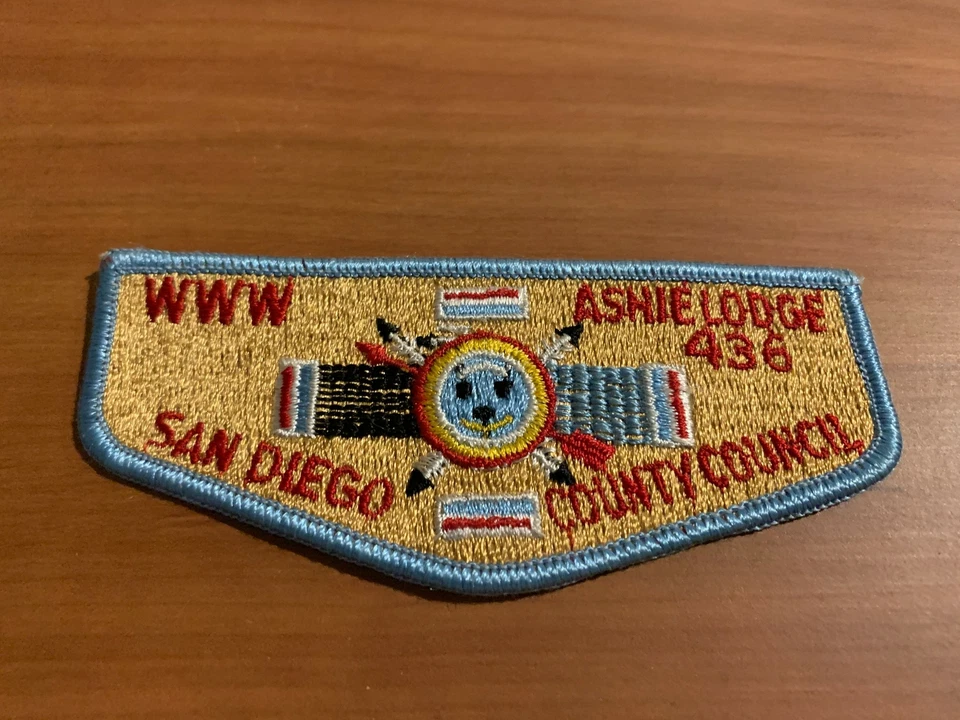 WWW
ASHIE LODGE
436
SAN DIEGO
COUNTY COUNCIL